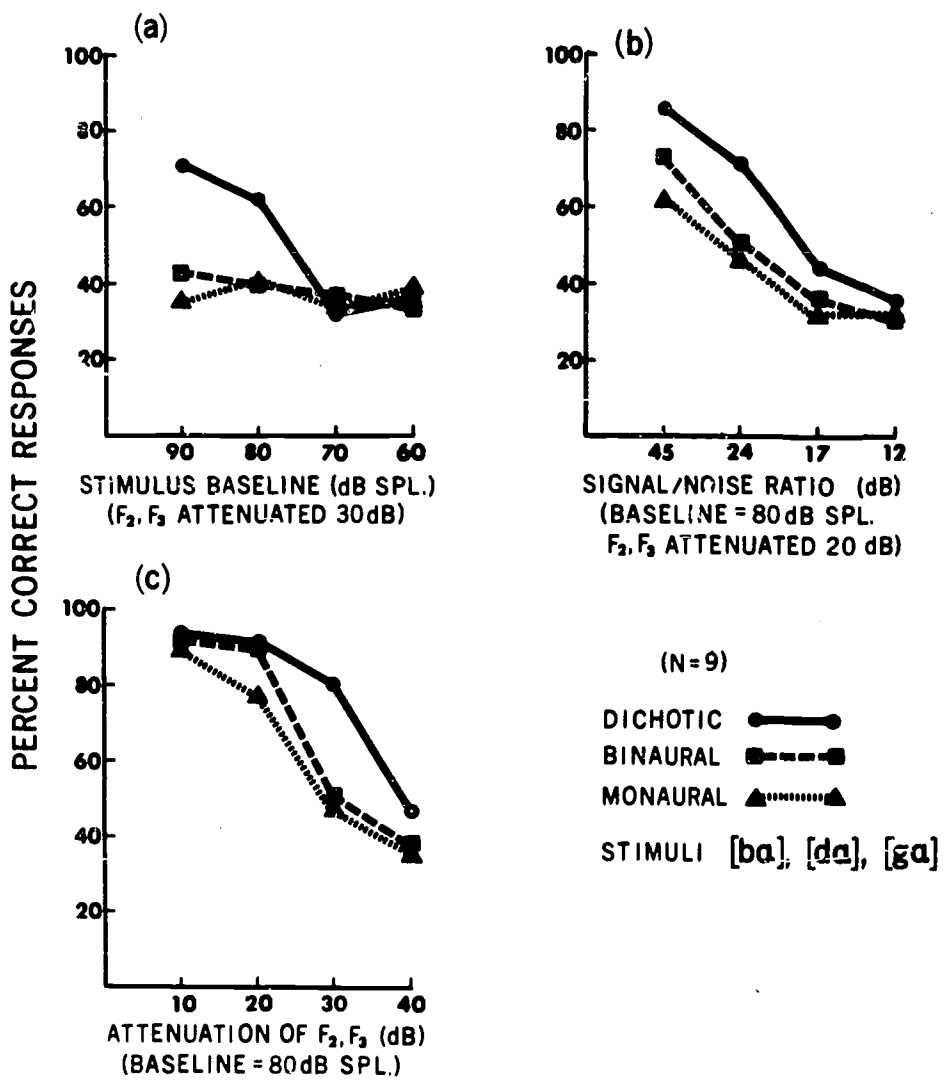 PERCENT CORRECT RESPONSES
(a)
100
80
60
40
20
90 80 70 60
STIMULUS BASELINE (dB SPL.)
(F₂, F₃ ATTENUATED 30dB)
(b)
100
80
60
40
20
45 24 17 12
SIGNAL/NOISE RATIO (dB)
(BASELINE = 80dB SPL.
F₂, F₃ ATTENUATED 20 dB)
(c)
100
80
60
40
20
10 20 30 40
ATTENUATION OF F₂, F₃ (dB)
(BASELINE = 80dB SPL.)
(N=9)
DICHOTIC
BINAURAL
MONAURAL
STIMULI [ba], [da], [ga]